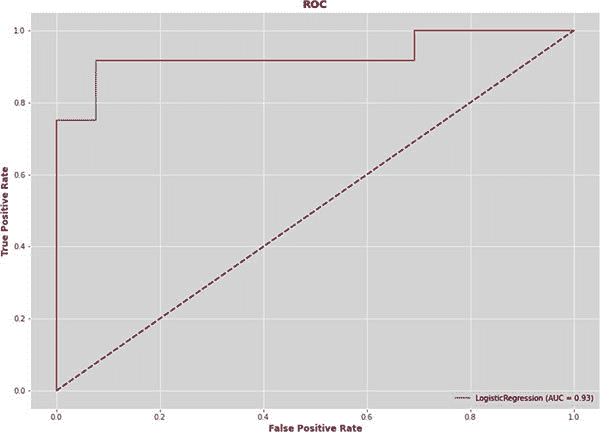 ROC
1.0
0.8
0.6
0.4
0.2
0.0
True Positive Rate
0.0 0.2 0.4 0.6 0.8 1.0
False Positive Rate
LogisticRegression (AUC = 0.93)